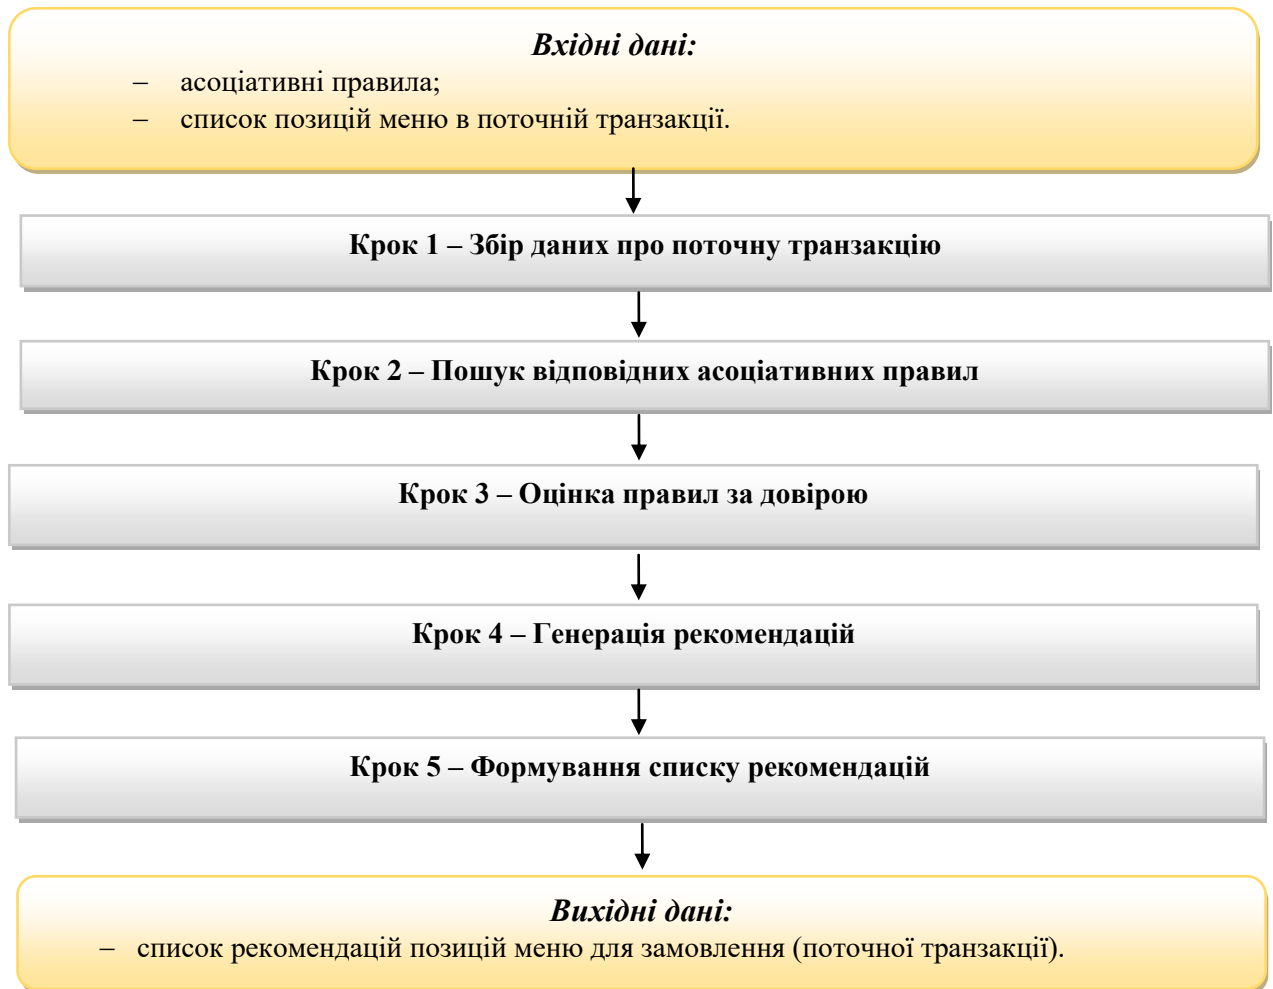 Вхідні дані:
– асоціативні правила;
– список позицій меню в поточній транзакції.
Крок 1 – Збір даних про поточну транзакцію
Крок 2 – Пошук відповідних асоціативних правил
Крок 3 – Оцінка правил за довірою
Крок 4 – Генерація рекомендацій
Крок 5 – Формування списку рекомендацій
Вихідні дані:
– список рекомендацій позицій меню для замовлення (поточної транзакції).